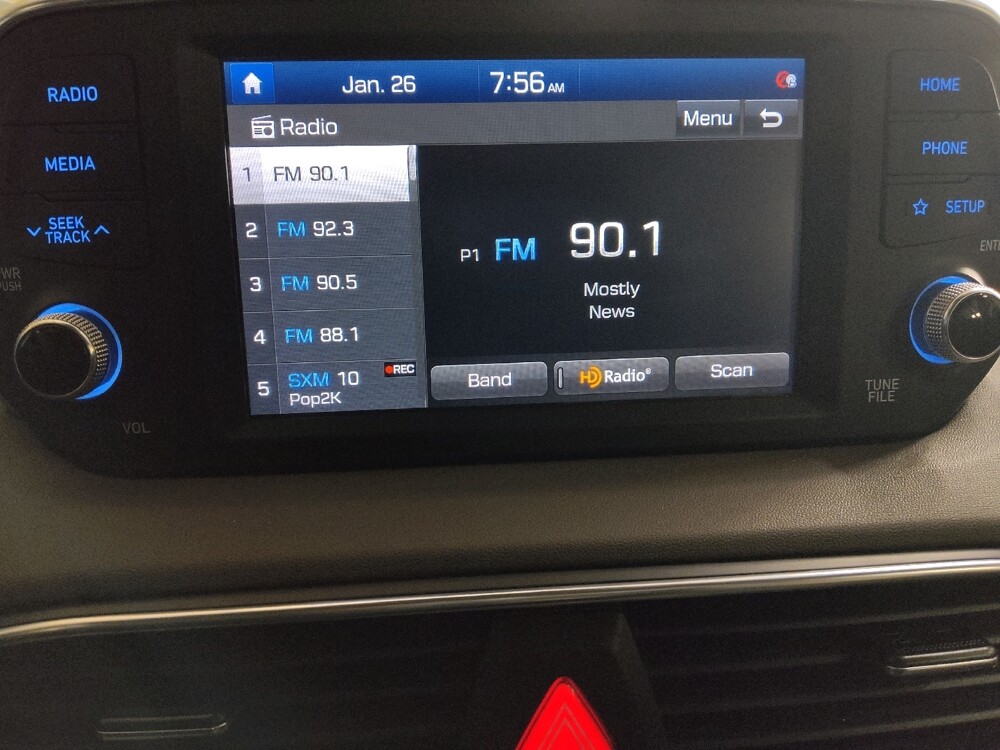 RADIO
MEDIA
SEEK
TRACK
WR
PUSH
VOL
Jan. 26
7:56 AM
Radio
Menu
1 FM 90.1
2 FM 92.3
3 FM 90.5
4 FM 88.1
5 SXM 10
REC
Pop2K
P1 FM 90.1
Mostly
News
Band
HD Radio®
Scan
HOME
PHONE
SETUP
ENTE
TUNE
FILE